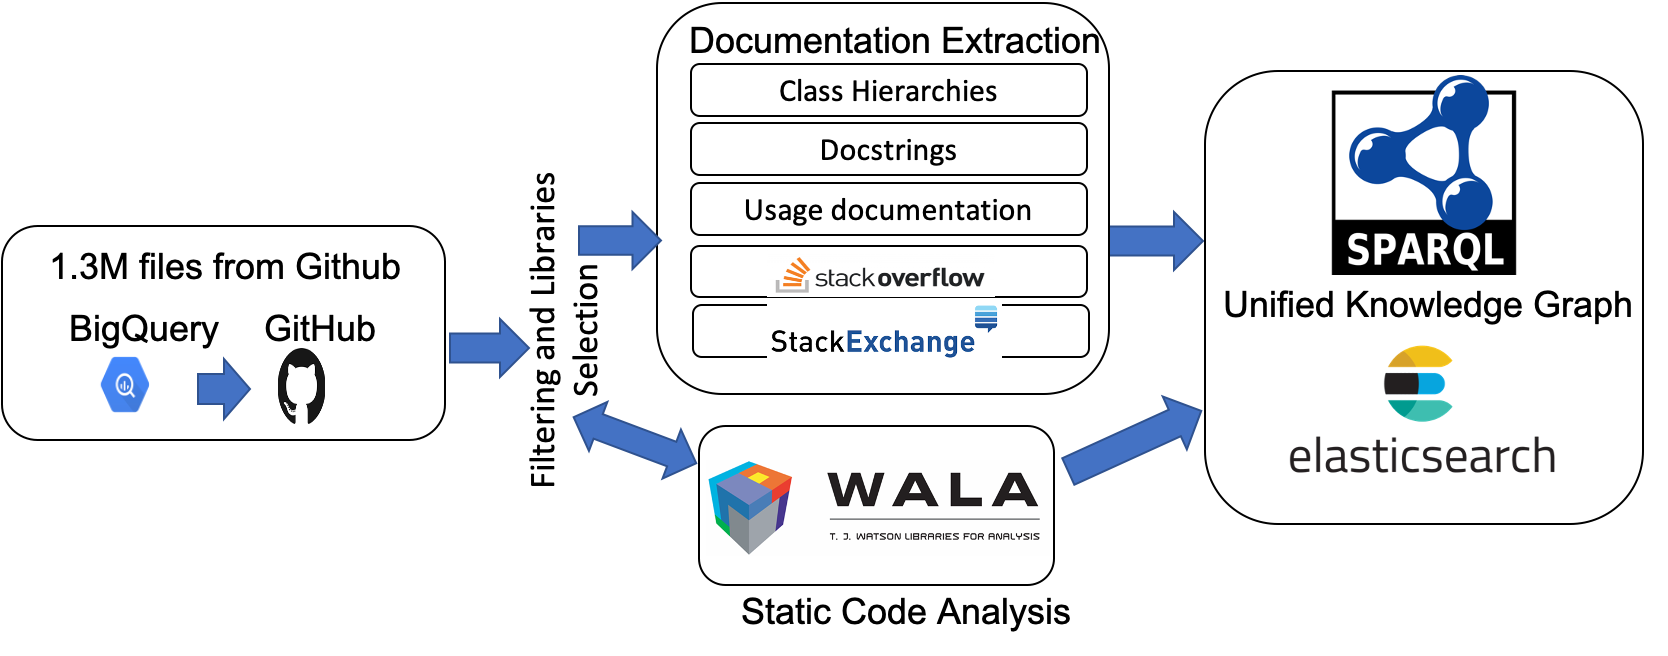 1.3M files from Github
BigQuery
GitHub
Filtering and Libraries
Selection
Documentation Extraction
Class Hierarchies
Docstrings
Usage documentation
stackoverflow
StackExchange
WALA
T. J. WATSON LIBRARIES FOR ANALYSIS
Static Code Analysis
SPARQL
Unified Knowledge Graph
elasticsearch